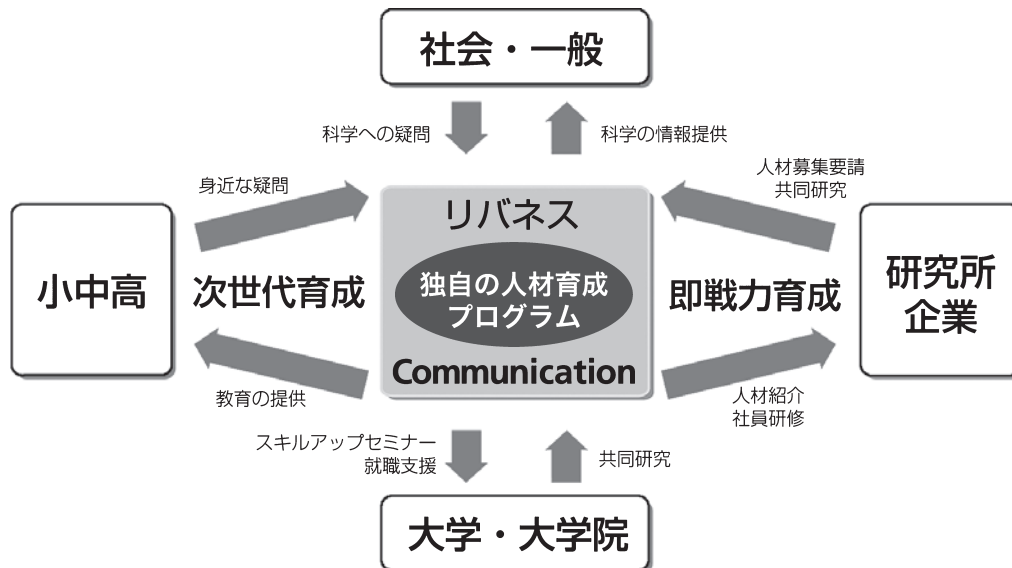 社会・一般
科学への疑問
科学の情報提供
身近な疑問
人材募集要請
共同研究
リバネス
独自の人材育成
プログラム
Communication
小中高
次世代育成
即戦力育成
研究所
企業
教育の提供
人材紹介
社員研修
スキルアップセミナー
就職支援
共同研究
大学・大学院